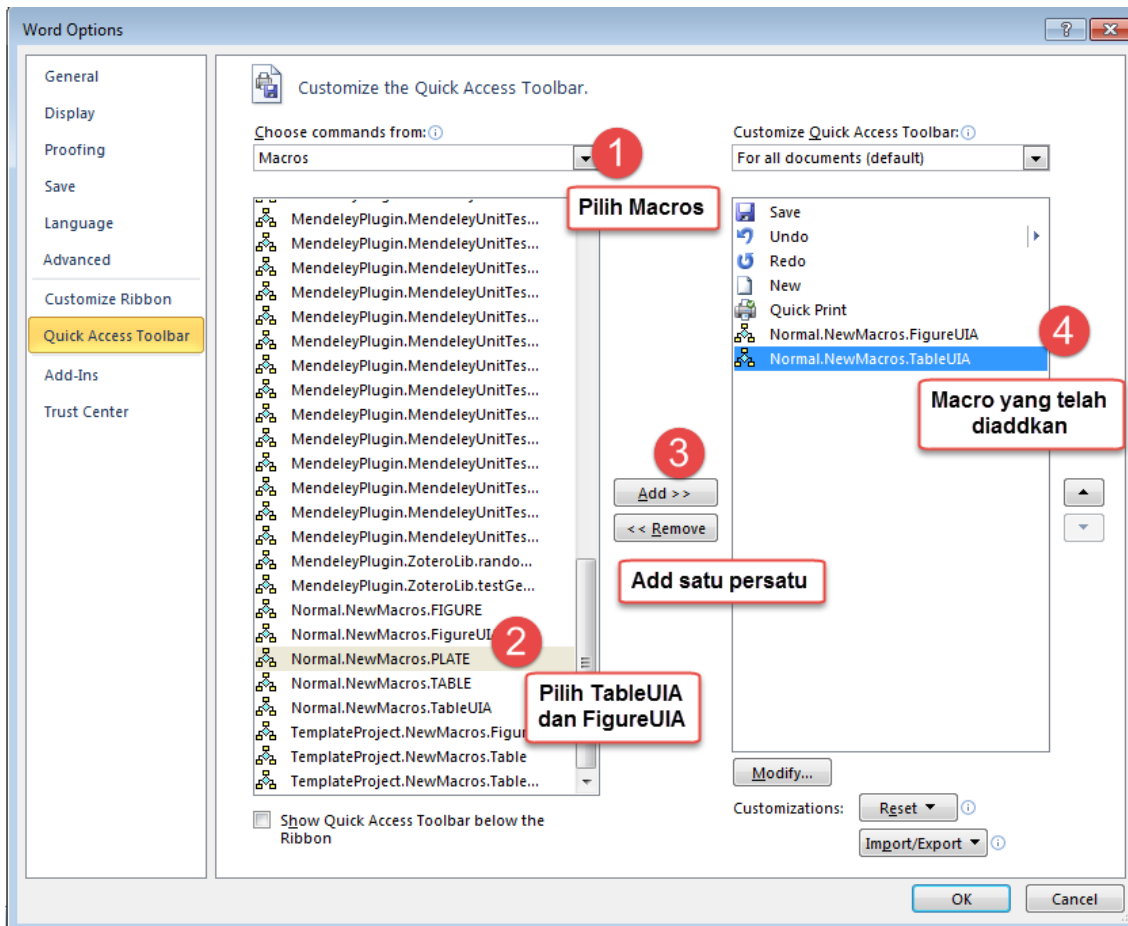 Word Options
General
Display
Proofing
Save
Language
Advanced
Customize Ribbon
Quick Access Toolbar
Add-Ins
Trust Center
Customize the Quick Access Toolbar.
Choose commands from:
Macros
1
Pilih Macros
MendeleyPlugin.MendeleyUnitTes...
MendeleyPlugin.MendeleyUnitTes...
MendeleyPlugin.MendeleyUnitTes...
MendeleyPlugin.MendeleyUnitTes...
MendeleyPlugin.MendeleyUnitTes...
MendeleyPlugin.MendeleyUnitTes...
MendeleyPlugin.MendeleyUnitTes...
MendeleyPlugin.MendeleyUnitTes...
MendeleyPlugin.MendeleyUnitTes...
MendeleyPlugin.MendeleyUnitTes...
MendeleyPlugin.MendeleyUnitTes...
MendeleyPlugin.MendeleyUnitTes...
MendeleyPlugin.MendeleyUnitTes...
MendeleyPlugin.MendeleyUnitTes...
MendeleyPlugin.ZoteroLib.rando...
MendeleyPlugin.ZoteroLib.testGe...
Normal.NewMacros.FIGURE
Normal.NewMacros.FigureUI
Normal.NewMacros.PLATE
Normal.NewMacros.TABLE
Normal.NewMacros.TableUIA
TemplateProject.NewMacros.Figur
TemplateProject.NewMacros.Table
TemplateProject.NewMacros.Table...
2
Pilih TableUIA
dan FigureUIA
Show Quick Access Toolbar below the
Ribbon
3
Add >>
<< Remove
Add satu persatu
Customize Quick Access Toolbar:
For all documents (default)
Save
Undo
Redo
New
Quick Print
Normal.NewMacros.FigureUIA
Normal.NewMacros.TableUIA
4
Macro yang telah
diaddkan
Modify...
Customizations:
Reset
Import/Export
OK
Cancel